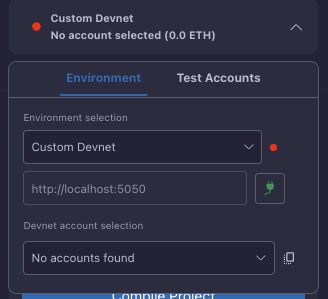 Custom Devnet
No account selected (0.0 ETH)
Environment
Test Accounts
Environment selection
Custom Devnet
http://localhost:5050
Devnet account selection
No accounts found
Compile Project